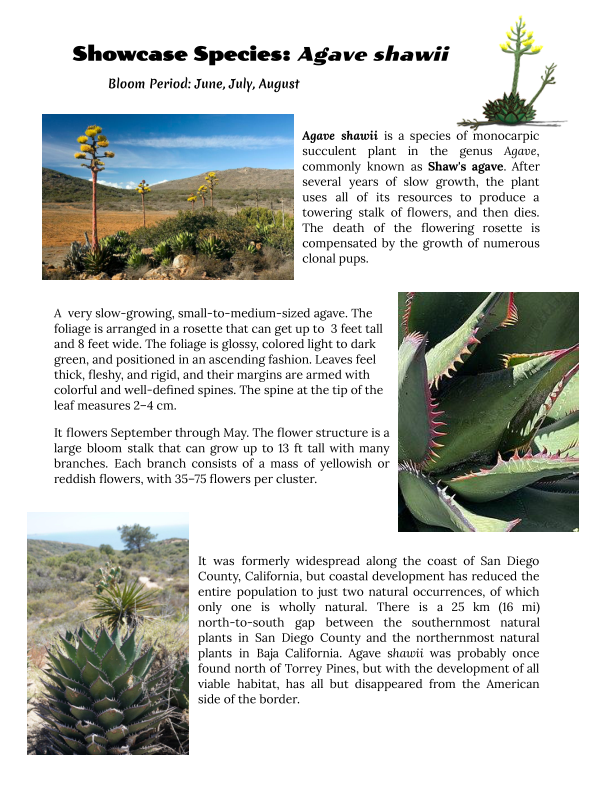 Showcase Species: Agave shawii
Bloom Period: June, July, August
Agave shawii is a species of monocarpic
succulent plant in the genus Agave,
commonly known as Shaw's agave. After
several years of slow growth, the plant
uses all of its resources to produce a
towering stalk of flowers, and then dies.
The death of the flowering rosette is
compensated by the growth of numerous
clonal pups.
A very slow-growing, small-to-medium-sized agave. The
foliage is arranged in a rosette that can get up to 3 feet tall
and 8 feet wide. The foliage is glossy, colored light to dark
green, and positioned in an ascending fashion. Leaves feel
thick, fleshy, and rigid, and their margins are armed with
colorful and well-defined spines. The spine at the tip of the
leaf measures 2–4 cm.
It flowers September through May. The flower structure is a
large bloom stalk that can grow up to 13 ft tall with many
branches. Each branch consists of a mass of yellowish or
reddish flowers, with 35–75 flowers per cluster.
It was formerly widespread along the coast of San Diego
County, California, but coastal development has reduced the
entire population to just two natural occurrences, of which
only one is wholly natural. There is a 25 km (16 mi)
north-to-south gap between the southernmost natural
plants in San Diego County and the northernmost natural
plants in Baja California. Agave shawii was probably once
found north of Torrey Pines, but with the development of all
viable habitat, has all but disappeared from the American
side of the border.